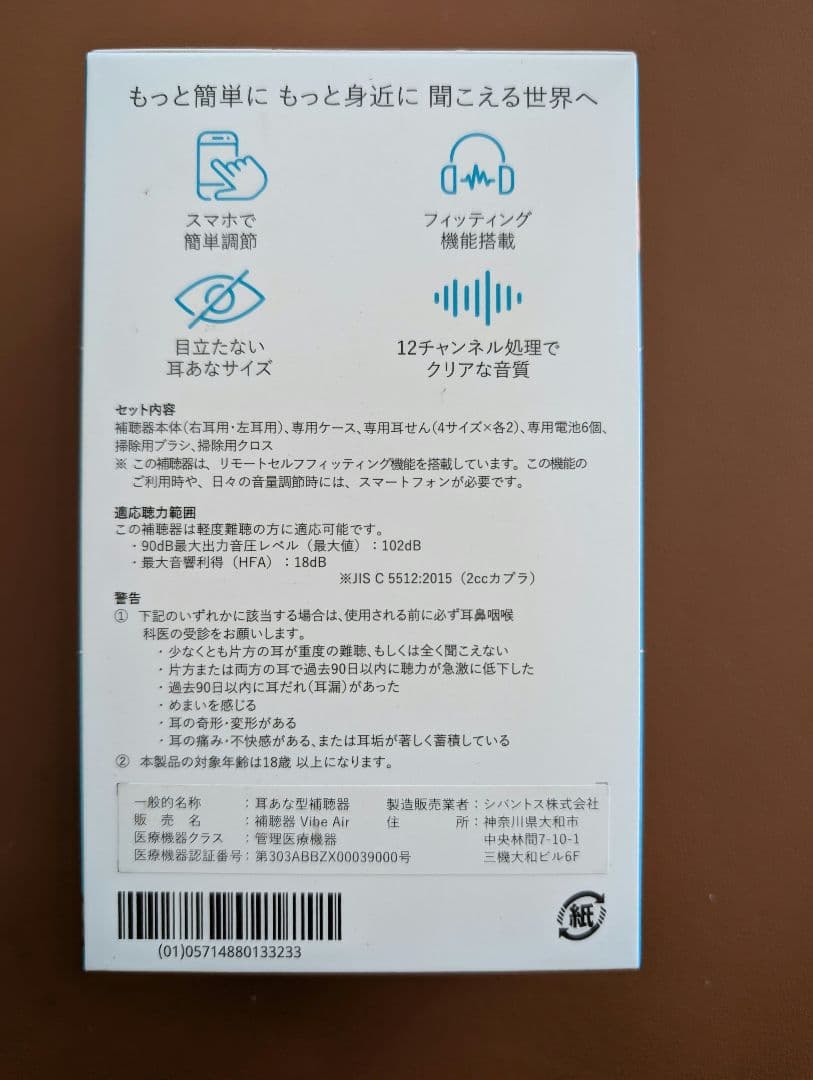 もっと簡単に もっと身近に 聞こえる世界へ
スマホで
簡単調節
フィッティング
機能搭載
目立たない
耳あなサイズ
12チャンネル処理で
クリアな音質
セット内容
補聴器本体(右耳用・左耳用)、専用ケース、専用耳せん(4サイズ×各2)、専用電池6個、
掃除用ブラシ、掃除用クロス
※ この補聴器は、リモートセルフフィッティング機能を搭載しています。この機能の
ご利用時や、日々の音量調節時には、スマートフォンが必要です。
適応聴力範囲
この補聴器は軽度難聴の方に適応可能です。
・90dB最大出力音圧レベル（最大値）：102dB
・最大音響利得（HFA）：18dB
※JIS C 5512:2015（2ccカプラ）
警告
① 下記のいずれかに該当する場合は、使用される前に必ず耳鼻咽喉
科医の受診をお願いします。
・少なくとも片方の耳が重度の難聴、もしくは全く聞こえない
・片方または両方の耳で過去90日以内に聴力が急激に低下した
・過去90日以内に耳だれ(耳漏)があった
・めまいを感じる
・耳の奇形・変形がある
・耳の痛み・不快感がある、または耳垢が著しく蓄積している
② 本製品の対象年齢は18歳 以上になります。
一般的名称 ：耳あな型補聴器
販売名 ：補聴器 Vibe Air
医療機器クラス ：管理医療機器
医療機器認証番号：第303ABBZX00039000号
製造販売業者：シバントス株式会社
住所：神奈川県大和市
中央林間7-10-1
三機大和ビル6F
(01)05714880133233
紙